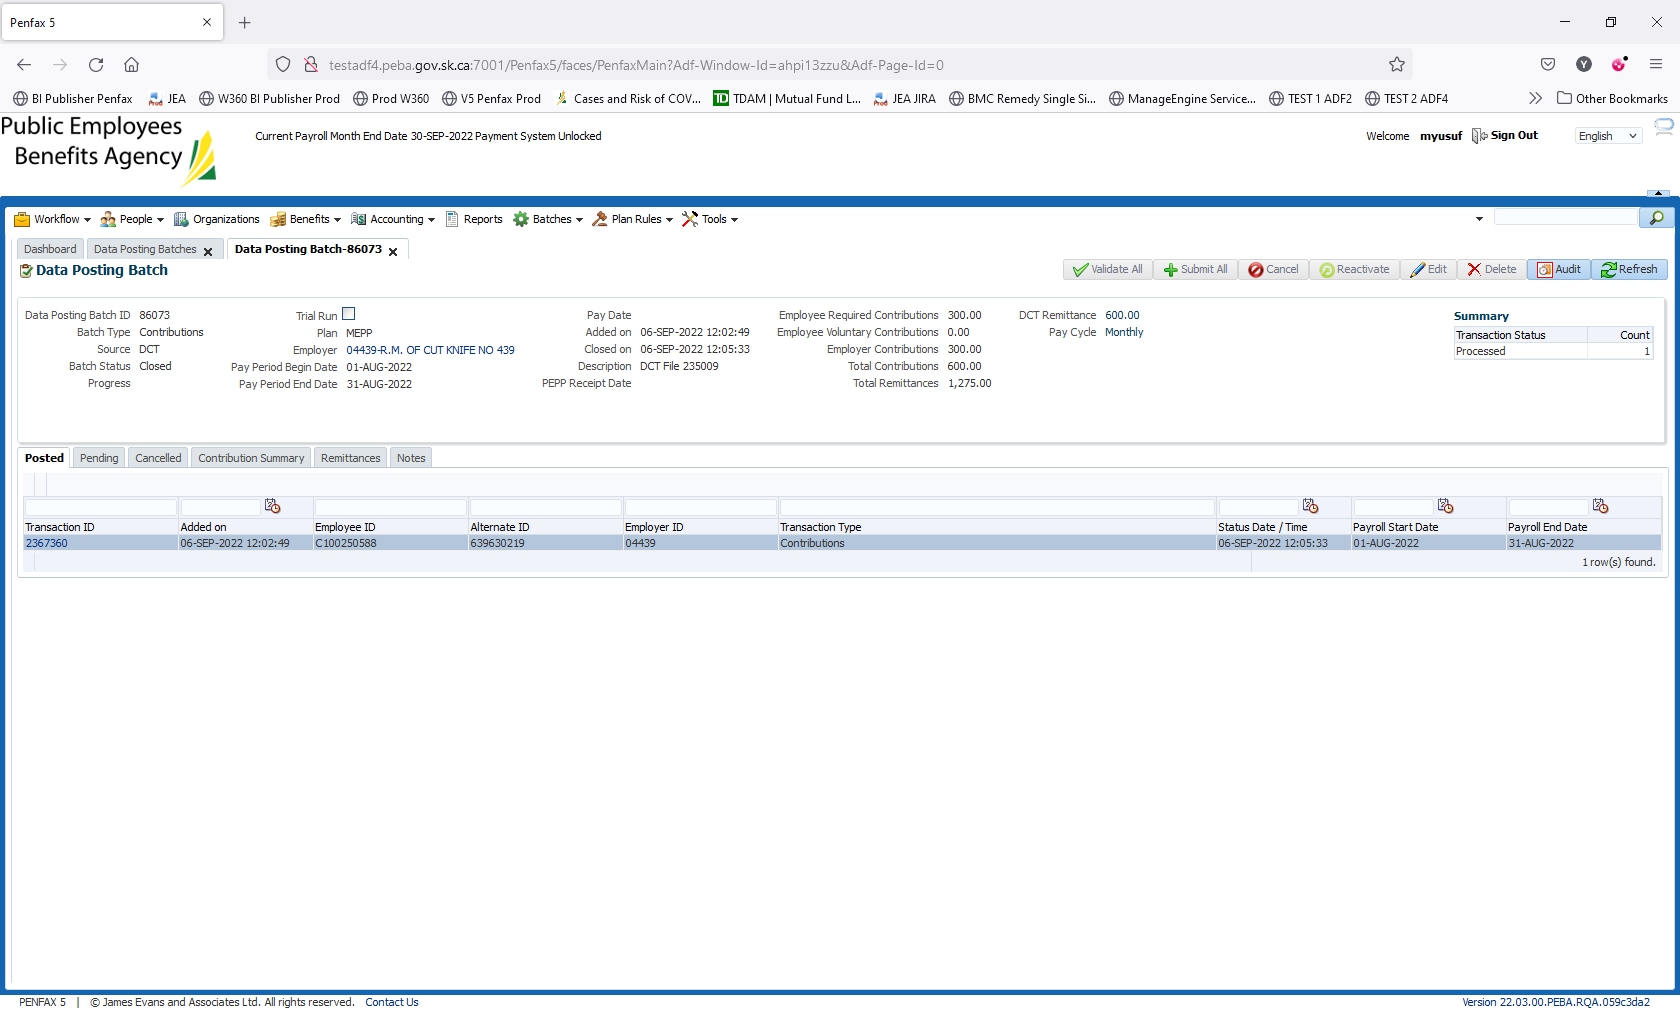 Penfax 5
testadf4.peba.gov.sk.ca:7001/Penfax5/faces/PenfaxMain?Adf-Window-Id=ahpi13zzu&Adf-Page-Id=0
BI Publisher Penfax JEA W360 BI Publisher Prod Prod W360 V5 Penfax Prod Cases and Risk of COV... TDAM | Mutual Fund L... JEA JIRA BMC Remedy Single Si... ManageEngine Service... TEST 1 ADF2 TEST 2 ADF4 Other Bookmarks
Public Employees
Benefits Agency
Current Payroll Month End Date 30-SEP-2022 Payment System Unlocked
Welcome myusuf Sign Out English
Workflow People Organizations Benefits Accounting Reports Batches Plan Rules Tools
Dashboard Data Posting Batches Data Posting Batch-86073
Data Posting Batch
Validate All Submit All Cancel Reactivate Edit Delete Audit Refresh
Data Posting Batch ID 86073
Batch Type Contributions
Source DCT
Batch Status Closed
Progress
Trial Run
Plan MEPP
Employer 04439-R.M. OF CUT KNIFE NO 439
Pay Period Begin Date 01-AUG-2022
Pay Period End Date 31-AUG-2022
Pay Date
Added on 06-SEP-2022 12:02:49
Closed on 06-SEP-2022 12:05:33
Description DCT File 235009
PEPP Receipt Date
Employee Required Contributions 300.00
Employee Voluntary Contributions 0.00
Employer Contributions 300.00
Total Contributions 600.00
Total Remittances 1,275.00
DCT Remittance 600.00
Pay Cycle Monthly
Summary
Transaction Status Count
Processed 1
Posted Pending Cancelled Contribution Summary Remittances Notes
Transaction ID Added on Employee ID Alternate ID Employer ID Transaction Type Status Date / Time Payroll Start Date Payroll End Date
2367360 06-SEP-2022 12:02:49 C100250588 639630219 04439 Contributions 06-SEP-2022 12:05:33 01-AUG-2022 31-AUG-2022
1 row(s) found.
PENFAX 5 | © James Evans and Associates Ltd. All rights reserved. Contact Us
Version 22.03.00.PEBA.RQA.059c3da2